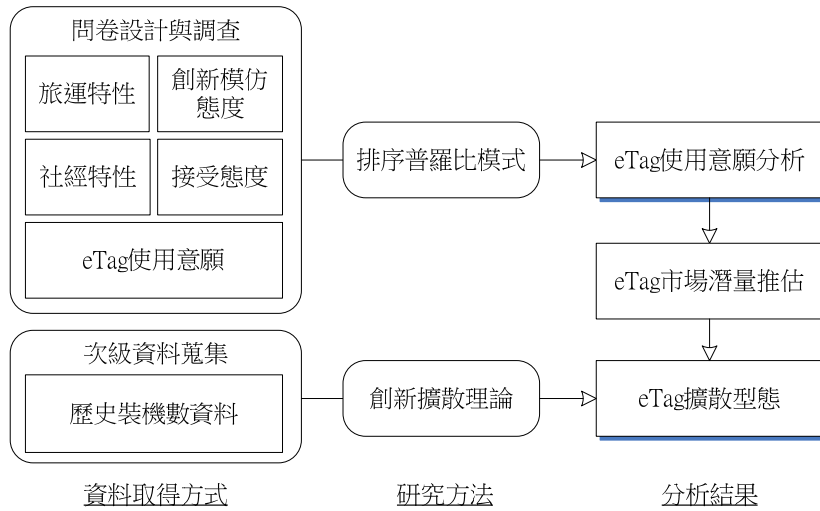 問卷設計與調查
旅運特性
創新模仿
態度
社經特性
接受態度
eTag使用意願
排序普羅比模式
eTag使用意願分析
eTag市場潛量推估
次級資料蒐集
歷史裝機數資料
創新擴散理論
eTag擴散型態
資料取得方式
研究方法
分析結果